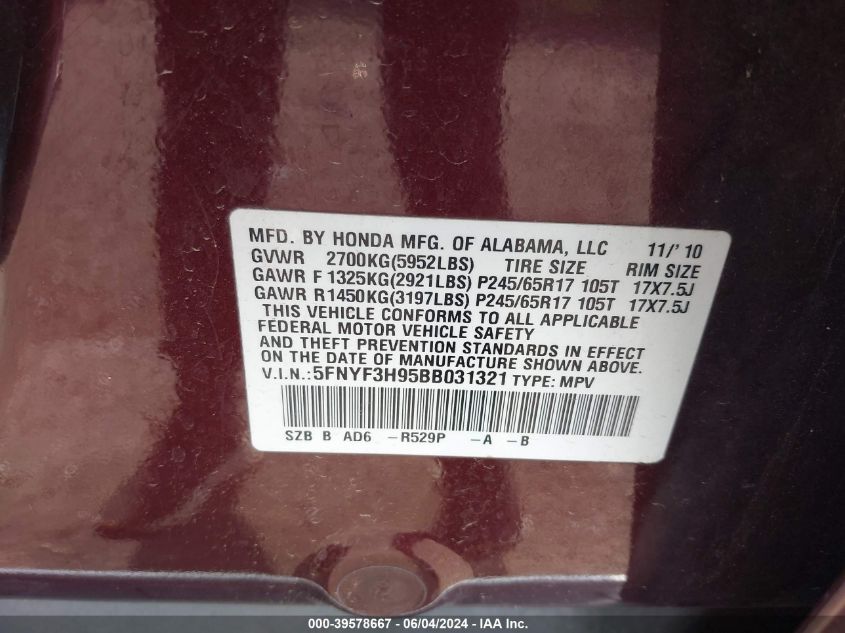 MFD. BY HONDA MFG. OF ALABAMA, LLC 11/' 10
GVWR 2700KG(5952LBS) TIRE SIZE RIM SIZE
GAWR F 1325KG(2921LBS) P245/65R17 105T 17X7.5J
GAWR R1450KG(3197LBS) P245/65R17 105T 17X7.5J
THIS VEHICLE CONFORMS TO ALL APPLICABLE
FEDERAL MOTOR VEHICLE SAFETY
AND THEFT PREVENTION STANDARDS IN EFFECT
ON THE DATE OF MANUFACTURE SHOWN ABOVE.
V.I.N.:5FNYF3H95BB031321 TYPE: MPV
SZB B AD6 -R529P -A -B
000-39578667 - 06/04/2024 - IAA Inc.